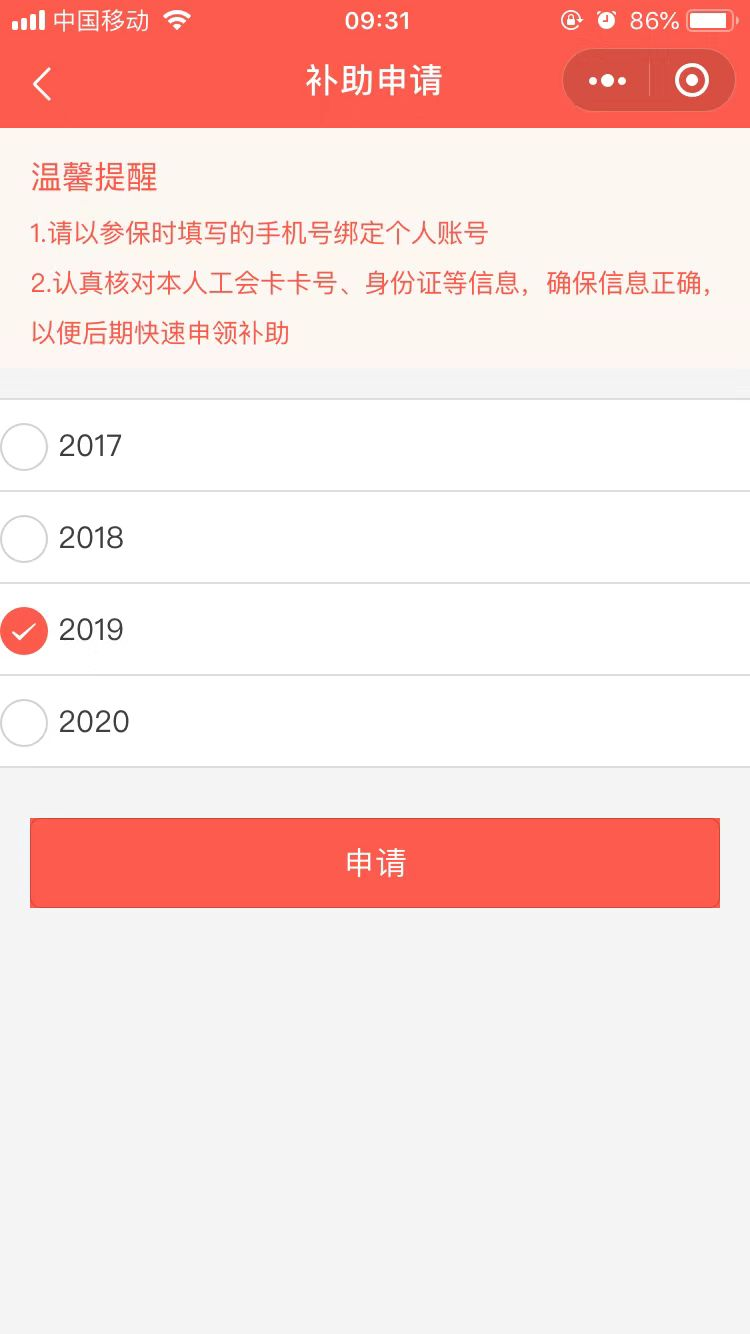 中国移动
09:31
86%
补助申请
温馨提醒
1.请以参保时填写的手机号绑定个人账号
2.认真核对本人工会卡卡号、身份证等信息，确保信息正确，
以便后期快速申领补助
2017
2018
2019
2020
申请